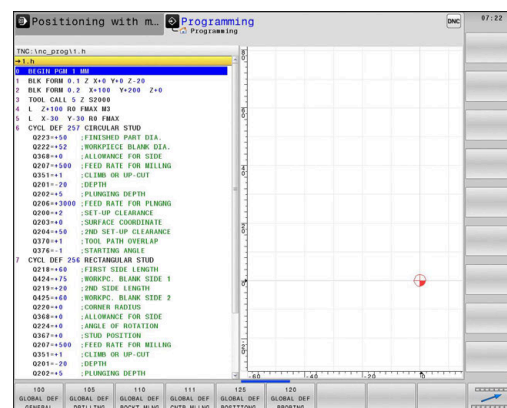 Positioning with m…
Programming
Programming
DNC
07:22
TNC:\nc_prog\1.h
→1.h
0 BEGIN PGM 1 MM
1 BLK FORM 0.1 Z X+0 Y+0 Z-20
2 BLK FORM 0.2 X+100 Y+200 Z+0
3 TOOL CALL 5 Z S2000
4 L Z+100 R0 FMAX M3
5 L X-30 Y-30 R0 FMAX
6 CYCL DEF 257 CIRCULAR STUD
Q223=+50 ;FINISHED PART DIA.
Q222=+52 ;WORKPIECE BLANK DIA.
Q368=+0 ;ALLOWANCE FOR SIDE
Q207=+500 ;FEED RATE FOR MILLNG
Q351=+1 ;CLIMB OR UP-CUT
Q201=-20 ;DEPTH
Q202=+5 ;PLUNGING DEPTH
Q206=+3000 ;FEED RATE FOR PLNGNG
Q200=+2 ;SET-UP CLEARANCE
Q203=+0 ;SURFACE COORDINATE
Q204=+50 ;2ND SET-UP CLEARANCE
Q370=+1 ;TOOL PATH OVERLAP
Q376=-1 ;STARTING ANGLE
7 CYCL DEF 256 RECTANGULAR STUD
Q218=+60 ;FIRST SIDE LENGTH
Q424=+75 ;WORKPC. BLANK SIDE 1
Q219=+20 ;2ND SIDE LENGTH
Q425=+60 ;WORKPC. BLANK SIDE 2
Q220=+0 ;CORNER RADIUS
Q368=+0 ;ALLOWANCE FOR SIDE
Q224=+0 ;ANGLE OF ROTATION
Q367=+0 ;STUD POSITION
Q207=+500 ;FEED RATE FOR MILLNG
Q351=+1 ;CLIMB OR UP-CUT
Q201=-20 ;DEPTH
Q202=+5 ;PLUNGING DEPTH
-60 -40 -20 0
100 GLOBAL DEF GENERAL
105 GLOBAL DEF DRILLING
110 GLOBAL DEF POCKT MLNG
111 GLOBAL DEF CNTR MLLNG
125 GLOBAL DEF POSITIONG
120 GLOBAL DEF PROBING